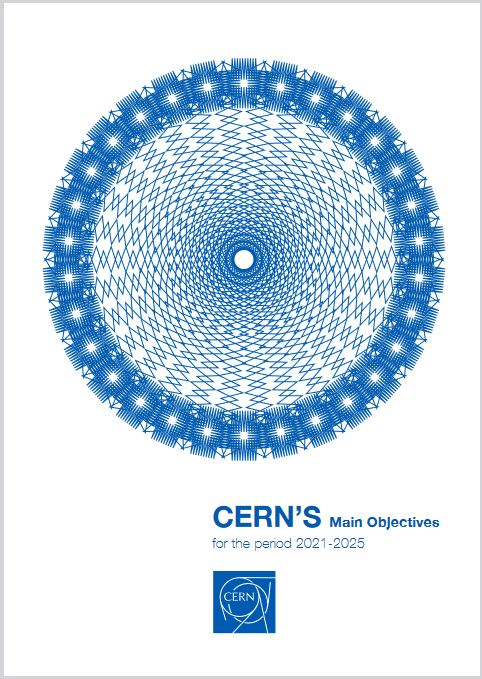 CERN'S Main Objectives
for the period 2021-2025
CERN